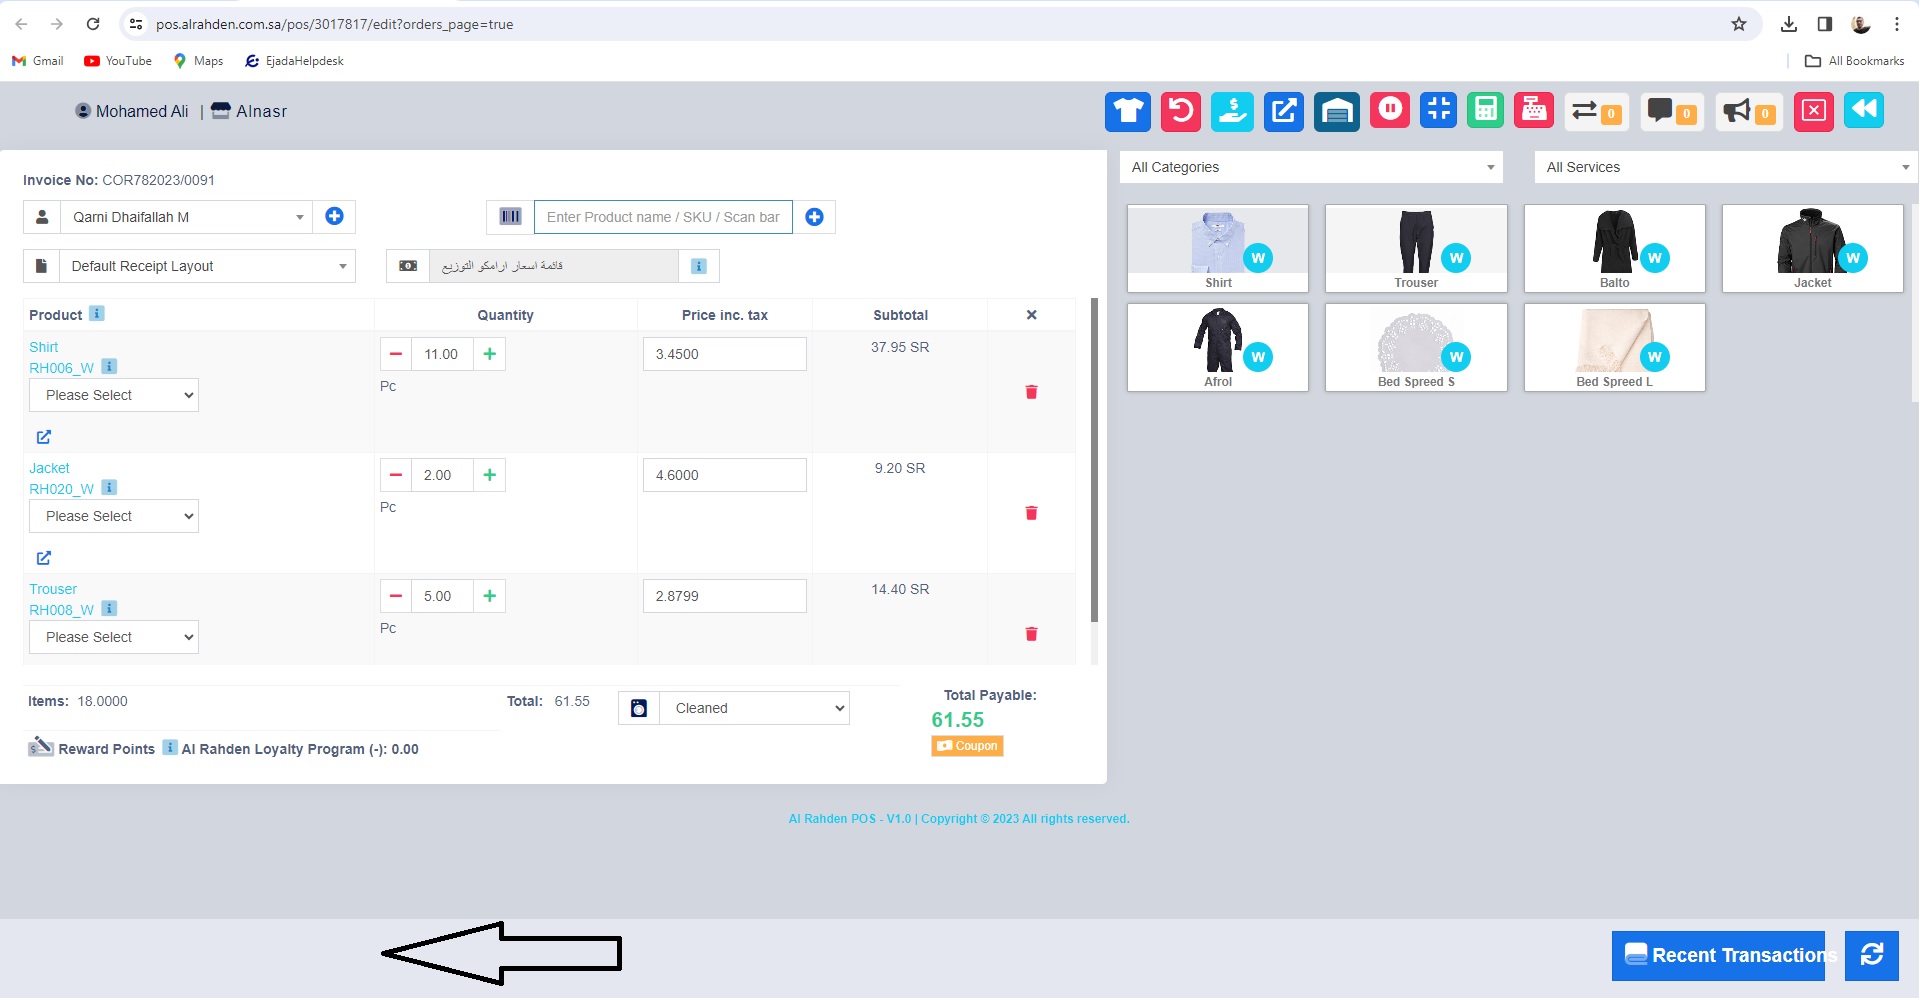 pos.alrahden.com.sa/pos/3017817/edit?orders_page=true
Gmail YouTube Maps EjadaHelpdesk All Bookmarks
Mohamed Ali | Alnasr 0 0 0
Invoice No: COR782023/0091
All Categories All Services
Qarni Dhaifallah M Enter Product name / SKU / Scan bar
Default Receipt Layout قائمة اسعار ارامكو التوزيع
Product Quantity Price inc. tax Subtotal
Shirt 11.00 3.4500 37.95 SR
RH006_W
Pc
Please Select
Jacket 2.00 4.6000 9.20 SR
RH020_W
Pc
Please Select
Trouser 5.00 2.8799 14.40 SR
RH008_W
Pc
Please Select
Items: 18.0000 Total: 61.55 Cleaned Total Payable:
61.55
Coupon
Reward Points Al Rahden Loyalty Program (-): 0.00
W W W W
Shirt Trouser Balto Jacket
W W W
Afrol Bed Spreed S Bed Spreed L
Al Rahden POS - V1.0 | Copyright © 2023 All rights reserved.
Recent Transactions